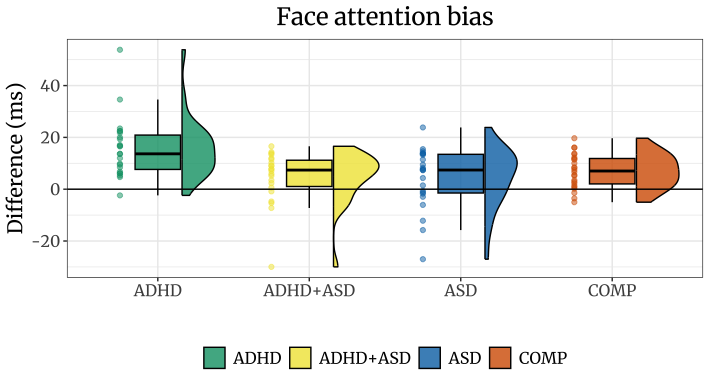 Face attention bias
Difference (ms)
40
20
0
−20
ADHD
ADHD+ASD
ASD
COMP
ADHD
ADHD+ASD
ASD
COMP